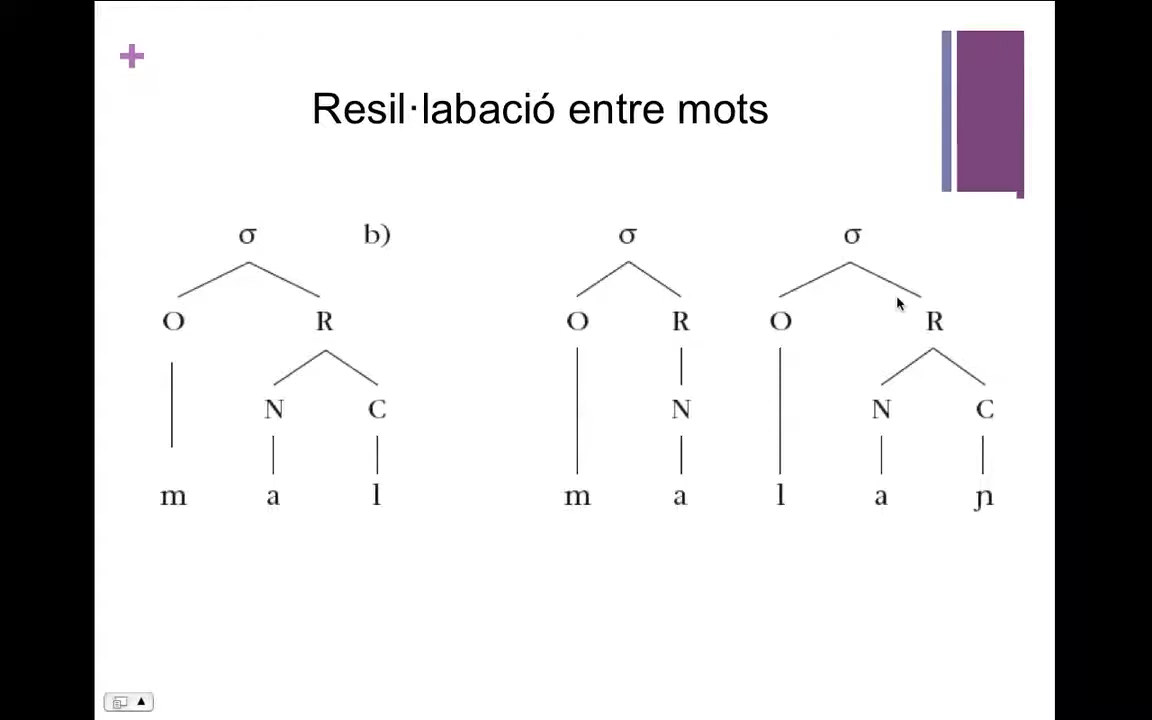 +
Resil·labació entre mots
σ b) σ σ
O R O R O R
N C N N C
m a l m a l a ɲ